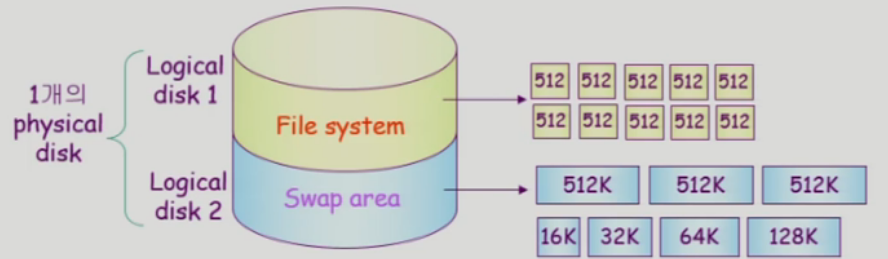 1개의
physical
disk
Logical
disk 1
Logical
disk 2
File system
Swap area
512 512 512 512 512
512 512 512 512 512
512K 512K 512K
16K 32K 64K 128K